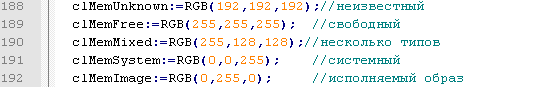 188 clMemUnknown:=RGB(192,192,192);//неизвестный
189 clMemFree:=RGB(255,255,255); //свободный
190 clMemMixed:=RGB(255,128,128);//несколько типов
191 clMemSystem:=RGB(0,0,255); //системный
192 clMemImage:=RGB(0,255,0); //исполняемый образ